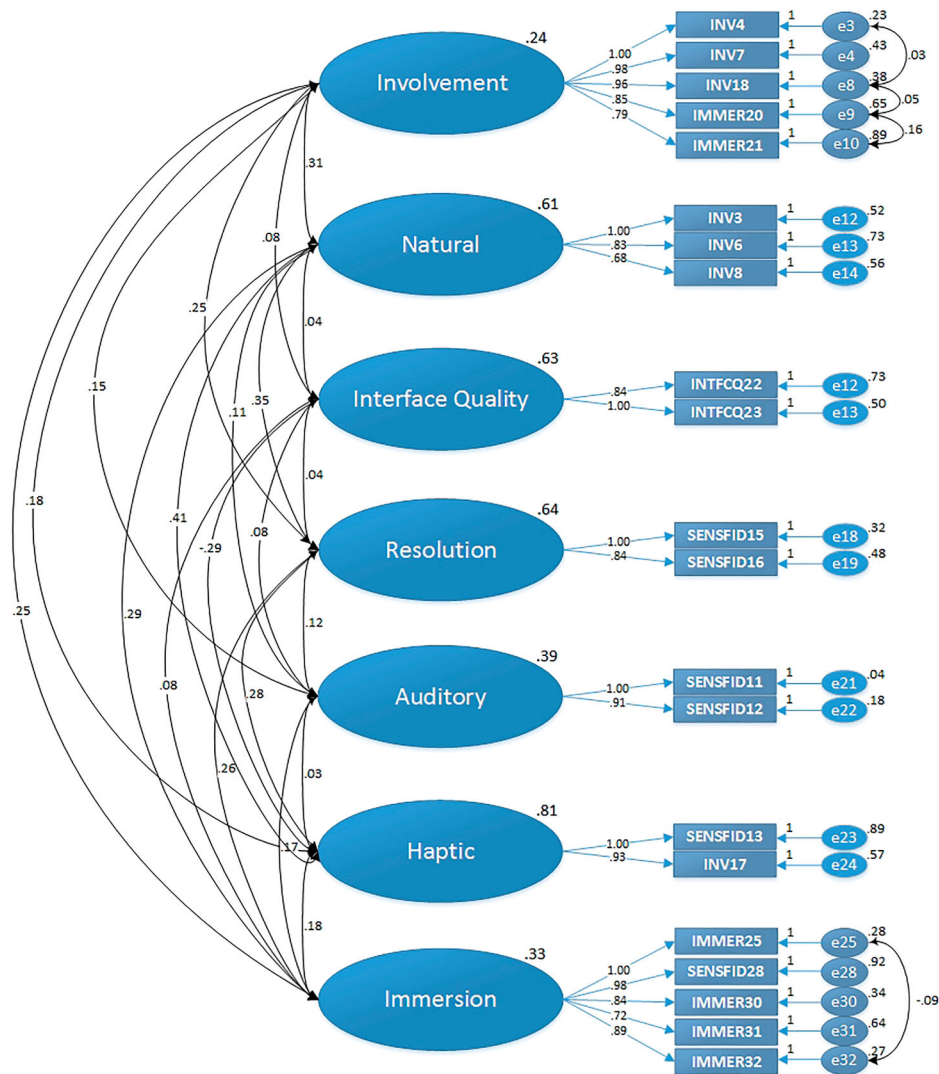 .24
Involvement
1.00
.98
.96
.85
.79
INV4
1
e3
.23
INV7
1
e4
.43
INV18
1
e8
.38
IMMER20
1
e9
.65
IMMER21
1
e10
.89
.03
.05
.16
.31
.61
Natural
1.00
.83
.68
INV3
1
e12
.52
INV6
1
e13
.73
INV8
1
e14
.56
.08
.25
.04
.63
Interface Quality
.84
1.00
INTFCQ22
1
e12
.73
INTFCQ23
1
e13
.50
.15
.11
.35
.04
.64
Resolution
1.00
.84
SENSFID15
1
e18
.32
SENSFID16
1
e19
.48
.18
.25
.41
-.29
.08
.29
.12
.39
Auditory
1.00
.91
SENSFID11
1
e21
.04
SENSFID12
1
e22
.18
.08
.28
.26
.03
.81
Haptic
1.00
.93
SENSFID13
1
e23
.89
INV17
1
e24
.57
.17
.18
.33
Immersion
1.00
.98
.84
.72
.89
IMMER25
1
e25
.28
SENSFID28
1
e28
.92
IMMER30
1
e30
.34
IMMER31
1
e31
.64
IMMER32
1
e32
.27
-.09